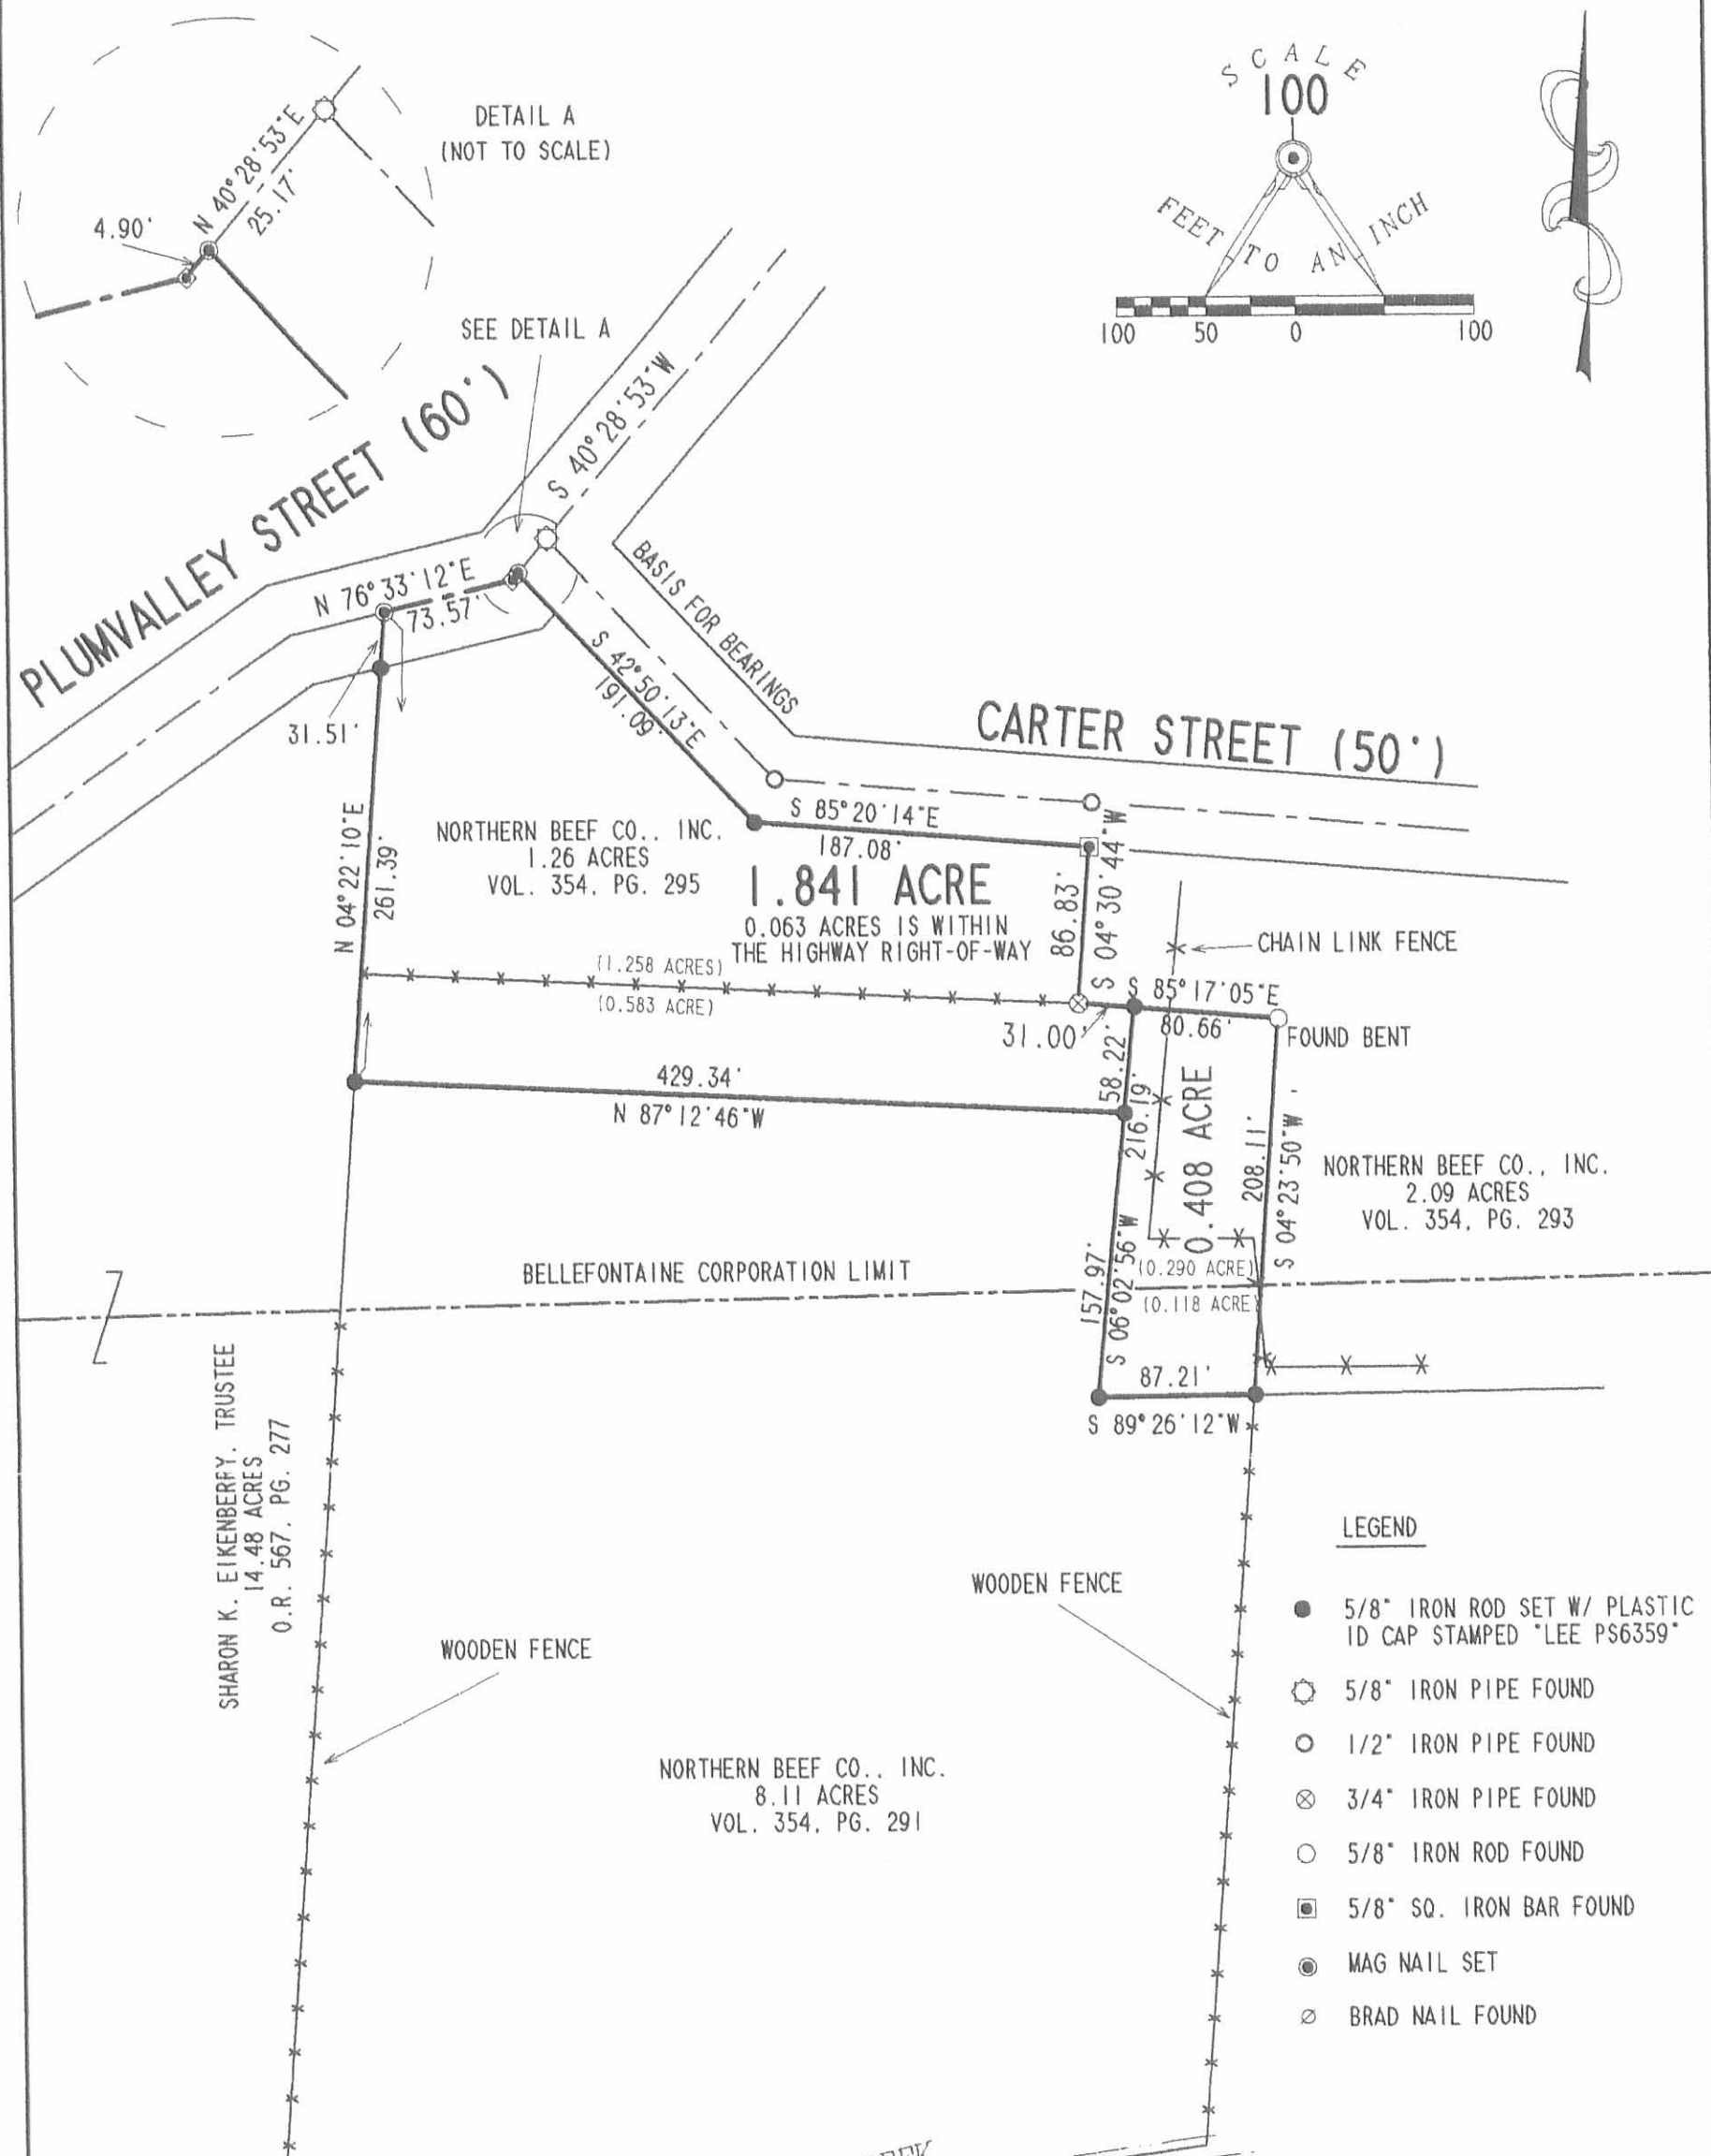 DETAIL A
(NOT TO SCALE)
N 40°28'53"E
25.17'
4.90'
SCALE
100
FEET TO AN INCH
100 50 0 100
SEE DETAIL A
PLUMVALLEY STREET (60')
S 40°28'53"W
N 76°33'12"E
73.57'
BASIS FOR BEARINGS
S 42°50'13"E
191.09'
31.51'
CARTER STREET (50')
N 04°22'10"E
261.39'
NORTHERN BEEF CO., INC.
1.26 ACRES
VOL. 354, PG. 295
S 85°20'14"E
187.08'
1.841 ACRE
0.063 ACRES IS WITHIN
THE HIGHWAY RIGHT-OF-WAY
86.83'
S 04°30'44"W
CHAIN LINK FENCE
(1.258 ACRES)
(0.583 ACRE)
S 85°17'05"E
80.66'
31.00'
FOUND BENT
429.34'
N 87°12'46"W
58.22'
216.19'
0.408 ACRE
208.11'
S 04°23'50"W
NORTHERN BEEF CO., INC.
2.09 ACRES
VOL. 354, PG. 293
157.97'
S 06°02'56"W
(0.290 ACRE)
(0.118 ACRE)
BELLEFONTAINE CORPORATION LIMIT
87.21'
S 89°26'12"W
SHARON K. EIKENBERRY, TRUSTEE
14.48 ACRES
O.R. 567, PG. 277
WOODEN FENCE
WOODEN FENCE
NORTHERN BEEF CO., INC.
8.11 ACRES
VOL. 354, PG. 291
LEGEND
5/8" IRON ROD SET W/ PLASTIC
ID CAP STAMPED "LEE PS6359"
5/8" IRON PIPE FOUND
1/2" IRON PIPE FOUND
3/4" IRON PIPE FOUND
5/8" IRON ROD FOUND
5/8" SQ. IRON BAR FOUND
MAG NAIL SET
BRAD NAIL FOUND